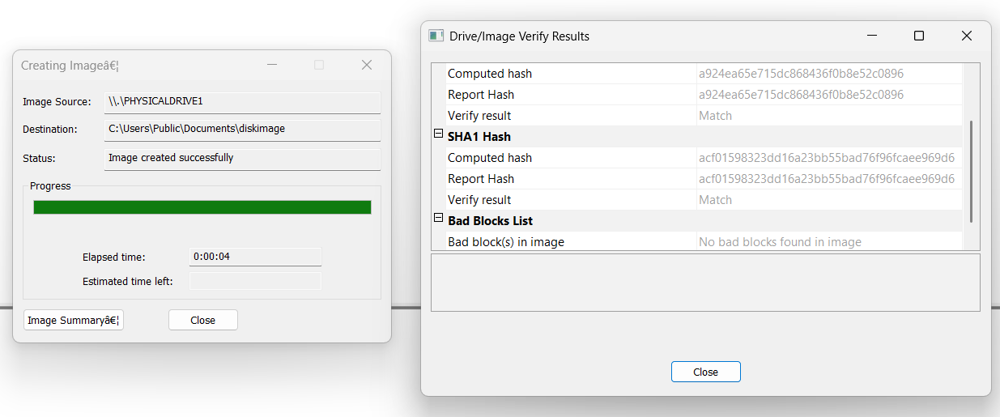 Creating Imageâ€¦
Image Source: \\.\PHYSICALDRIVE1
Destination: C:\Users\Public\Documents\diskimage
Status: Image created successfully
Progress
Elapsed time: 0:00:04
Estimated time left:
Image Summaryâ€¦ Close
Drive/Image Verify Results
Computed hash a924ea65e715dc868436f0b8e52c0896
Report Hash a924ea65e715dc868436f0b8e52c0896
Verify result Match
SHA1 Hash
Computed hash acf01598323dd16a23bb55bad76f96fcaee969d6
Report Hash acf01598323dd16a23bb55bad76f96fcaee969d6
Verify result Match
Bad Blocks List
Bad block(s) in image No bad blocks found in image
Close